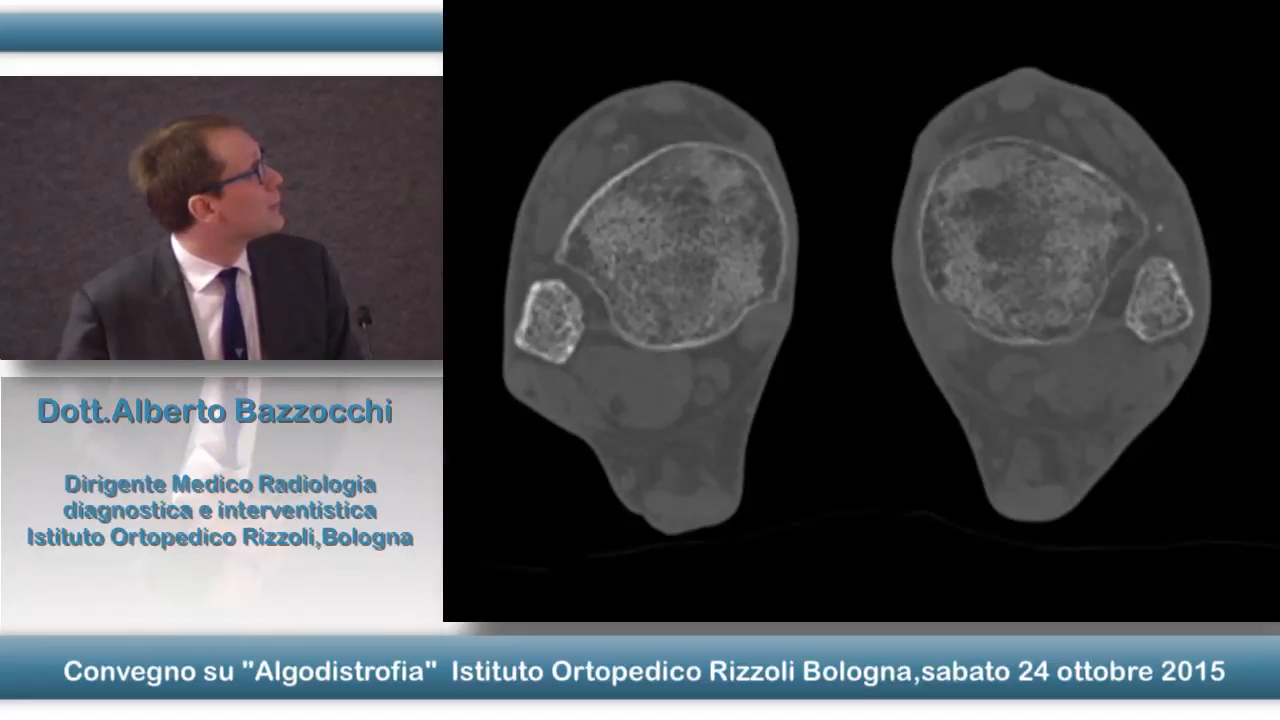 Dott.Alberto Bazzocchi
Dirigente Medico Radiologia
diagnostica e interventistica
Istituto Ortopedico Rizzoli,Bologna
Convegno su "Algodistrofia" Istituto Ortopedico Rizzoli Bologna,sabato 24 ottobre 2015